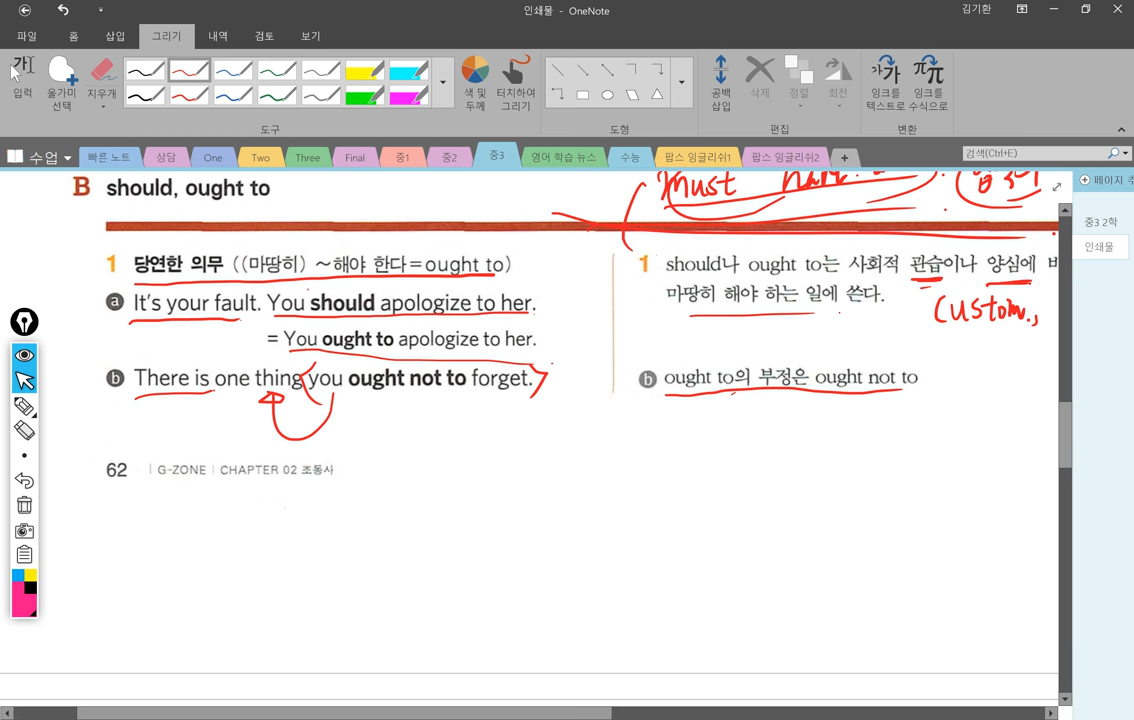 인쇄물 - OneNote
김기환
파일 홈 삽입 그리기 내역 검토 보기
입력
올가미 선택
지우개
색 및 두께
터치하여 그리기
공백 삽입
삭제
정렬
회전
잉크를 텍스트로
잉크를 수식으로
도구 도형 편집 변환
수업 빠른 노트 상담 One Two Three Final 중1 중2 중3 영어 학습 뉴스 수능 팝스 잉글리쉬1 팝스 잉글리쉬2
검색(Ctrl+E)
페이지 추
중3 2학
인쇄물
B should, ought to
must
1 당연한 의무 ((마땅히) ~해야 한다=ought to)
ⓐ It's your fault. You should apologize to her.
= You ought to apologize to her.
ⓑ There is one thing you ought not to forget.
1 should나 ought to는 사회적 관습이나 양심에 비
마땅히 해야 하는 일에 쓴다.
(custom.,
ⓑ ought to의 부정은 ought not to
62 | G-ZONE | CHAPTER 02 조동사